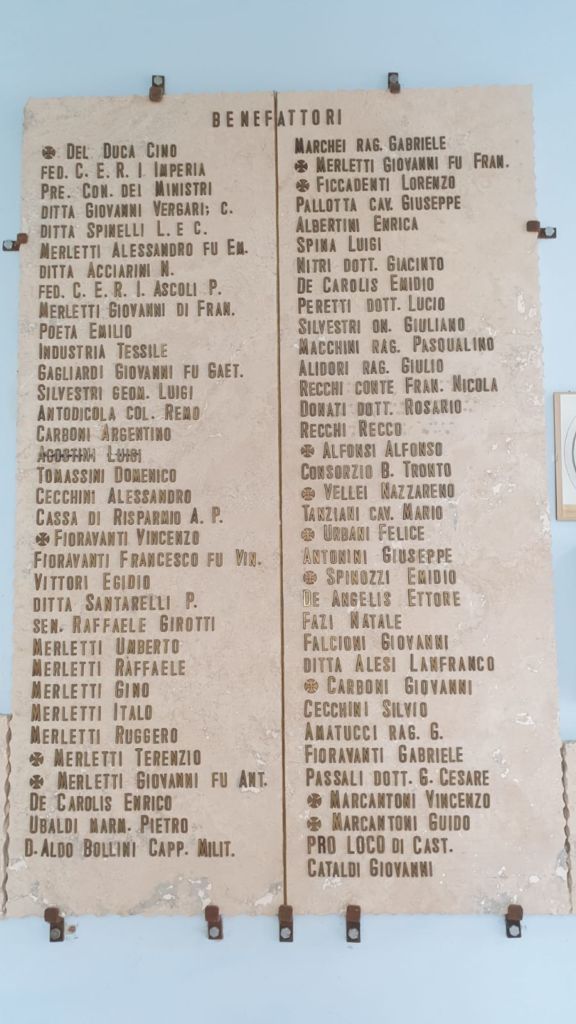 BENEFATTORI
✠ DEL DUCA CINO
FED. C. E. R. I. IMPERIA
PRE. CON. DEI MINISTRI
DITTA GIOVANNI VERGARI; C.
DITTA SPINELLI L. E C.
MERLETTI ALESSANDRO FU EM.
DITTA ACCIARINI N.
FED. C. E. R. I. ASCOLI P.
MERLETTI GIOVANNI DI FRAN.
POETA EMILIO
INDUSTRIA TESSILE
GAGLIARDI GIOVANNI FU GAET.
SILVESTRI GEOM. LUIGI
ANTODICOLA COL. REMO
CARBONI ARGENTINO
AGOSTINI LUIGI
TOMASSINI DOMENICO
CECCHINI ALESSANDRO
CASSA DI RISPARMIO A. P.
✠ FIORAVANTI VINCENZO
FIORAVANTI FRANCESCO FU VIN.
VITTORI EGIDIO
DITTA SANTARELLI P.
SEN. RAFFAELE GIROTTI
MERLETTI UMBERTO
MERLETTI RAFFAELE
MERLETTI GINO
MERLETTI ITALO
MERLETTI RUGGERO
✠ MERLETTI TERENZIO
✠ MERLETTI GIOVANNI FU ANT.
DE CAROLIS ENRICO
UBALDI MARM. PIETRO
D. ALDO BOLLINI CAPP. MILIT.
MARCHEI RAG. GABRIELE
✠ MERLETTI GIOVANNI FU FRAN.
✠ FICCADENTI LORENZO
PALLOTTA CAV. GIUSEPPE
ALBERTINI ENRICA
SPINA LUIGI
NITRI DOTT. GIACINTO
DE CAROLIS EMIDIO
PERETTI DOTT. LUCIO
SILVESTRI ON. GIULIANO
MACCHINI RAG. PASQUALINO
ALIDORI RAG. GIULIO
RECCHI CONTE FRAN. NICOLA
DONATI DOTT. ROSARIO
RECCHI RECCO
✠ ALFONSI ALFONSO
CONSORZIO B. TRONTO
✠ VELLEI NAZZARENO
TANZIANI CAV. MARIO
✠ URBANI FELICE
ANTONINI GIUSEPPE
✠ SPINOZZI EMIDIO
DE ANGELIS ETTORE
FAZI NATALE
FALCIONI GIOVANNI
DITTA ALESI LANFRANCO
✠ CARBONI GIOVANNI
CECCHINI SILVIO
AMATUCCI RAG. G.
FIORAVANTI GABRIELE
PASSALI DOTT. G. CESARE
✠ MARCANTONI VINCENZO
✠ MARCANTONI GUIDO
PRO LOCO DI CAST.
CATALDI GIOVANNI